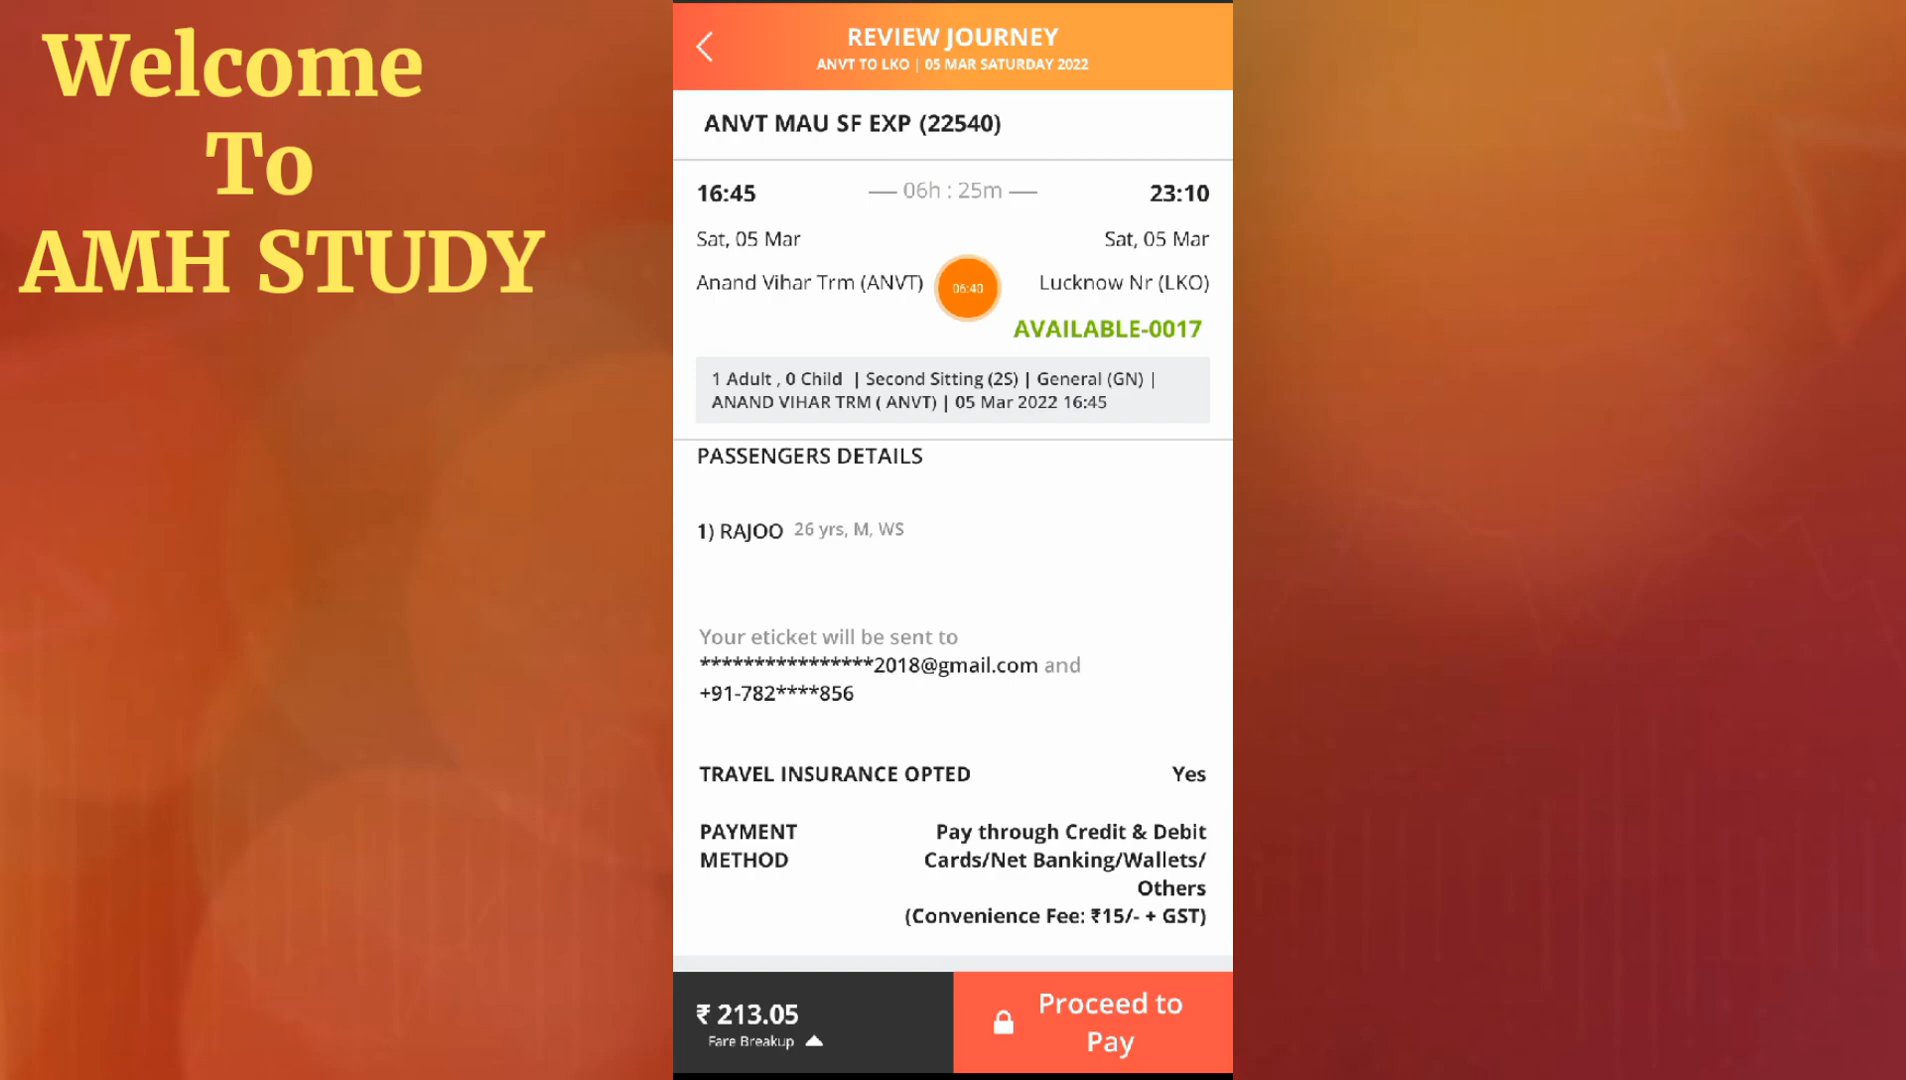 Welcome
To
AMH STUDY
REVIEW JOURNEY
ANVT TO LKO | 05 MAR SATURDAY 2022
ANVT MAU SF EXP (22540)
16:45 — 06h : 25m — 23:10
Sat, 05 Mar Sat, 05 Mar
Anand Vihar Trm (ANVT) 06:40 Lucknow Nr (LKO)
AVAILABLE-0017
1 Adult , 0 Child | Second Sitting (2S) | General (GN) |
ANAND VIHAR TRM ( ANVT) | 05 Mar 2022 16:45
PASSENGERS DETAILS
1) RAJOO 26 yrs, M, WS
Your eticket will be sent to
****************2018@gmail.com and
+91-782****856
TRAVEL INSURANCE OPTED Yes
PAYMENT Pay through Credit & Debit
METHOD Cards/Net Banking/Wallets/
Others
(Convenience Fee: ₹15/- + GST)
₹ 213.05
Fare Breakup
Proceed to
Pay